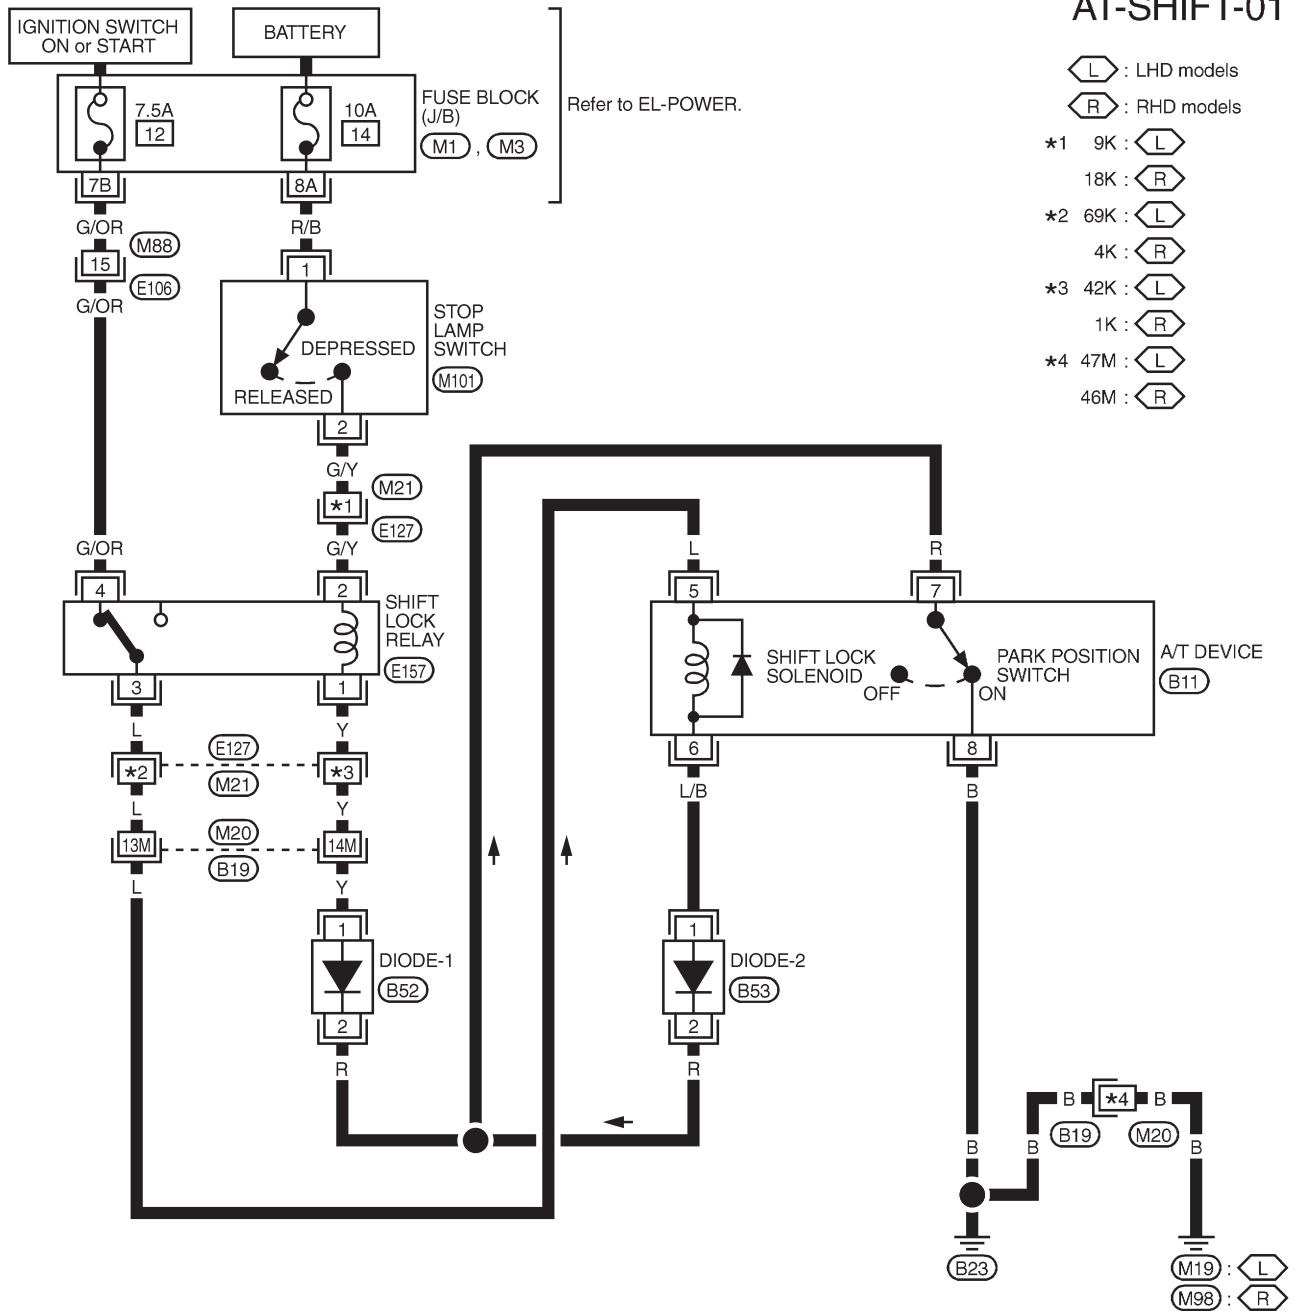 AT-SHIFT-01
IGNITION SWITCH
ON or START
BATTERY
7.5A
12
10A
14
FUSE BLOCK
(J/B)
M1 , M3
Refer to EL-POWER.
L : LHD models
R : RHD models
*1 9K : L
18K : R
*2 69K : L
4K : R
*3 42K : L
1K : R
*4 47M : L
46M : R
7B
8A
G/OR
R/B
M88
15
E106
G/OR
1
STOP
LAMP
SWITCH
M101
DEPRESSED
RELEASED
2
G/Y
M21
*1
E127
G/OR
G/Y
L
R
4
2
5
7
SHIFT
LOCK
RELAY
E157
SHIFT LOCK
SOLENOID
OFF
PARK POSITION
SWITCH
ON
A/T DEVICE
B11
3
1
6
8
L
Y
L/B
B
*2
E127
M21
*3
L
Y
13M
M20
B19
14M
L
Y
1
1
DIODE-1
B52
DIODE-2
B53
2
2
R
R
B
*4
B
B19
M20
B
B
B
B23
M19 : L
M98 : R